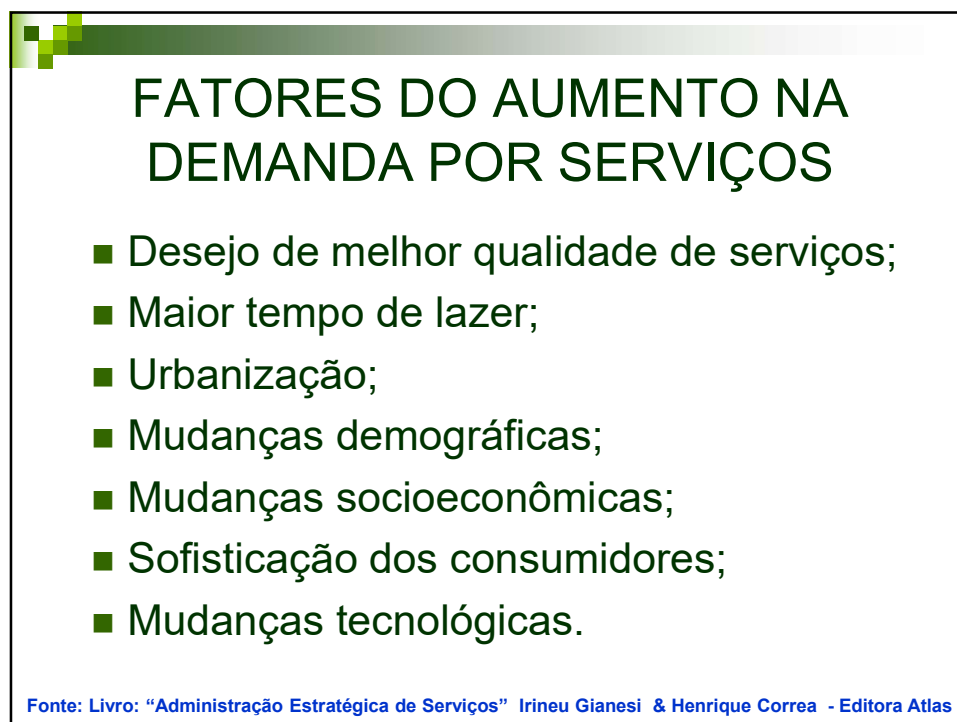 FATORES DO AUMENTO NA
DEMANDA POR SERVIÇOS
■ Desejo de melhor qualidade de serviços;
■ Maior tempo de lazer;
■ Urbanização;
■ Mudanças demográficas;
■ Mudanças socioeconômicas;
■ Sofisticação dos consumidores;
■ Mudanças tecnológicas.
Fonte: Livro: “Administração Estratégica de Serviços” Irineu Gianesi & Henrique Correa - Editora Atlas